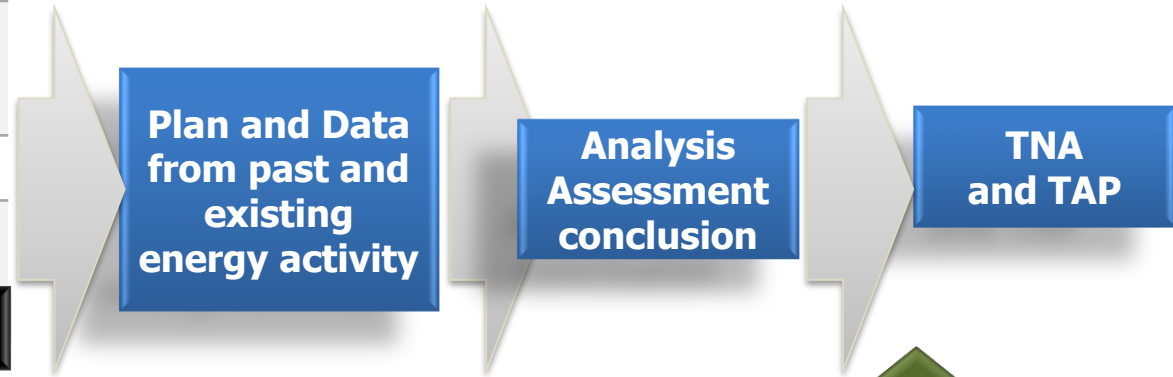 Plan and Data
from past and
existing
energy activity
Analysis
Assessment
conclusion
TNA
and TAP